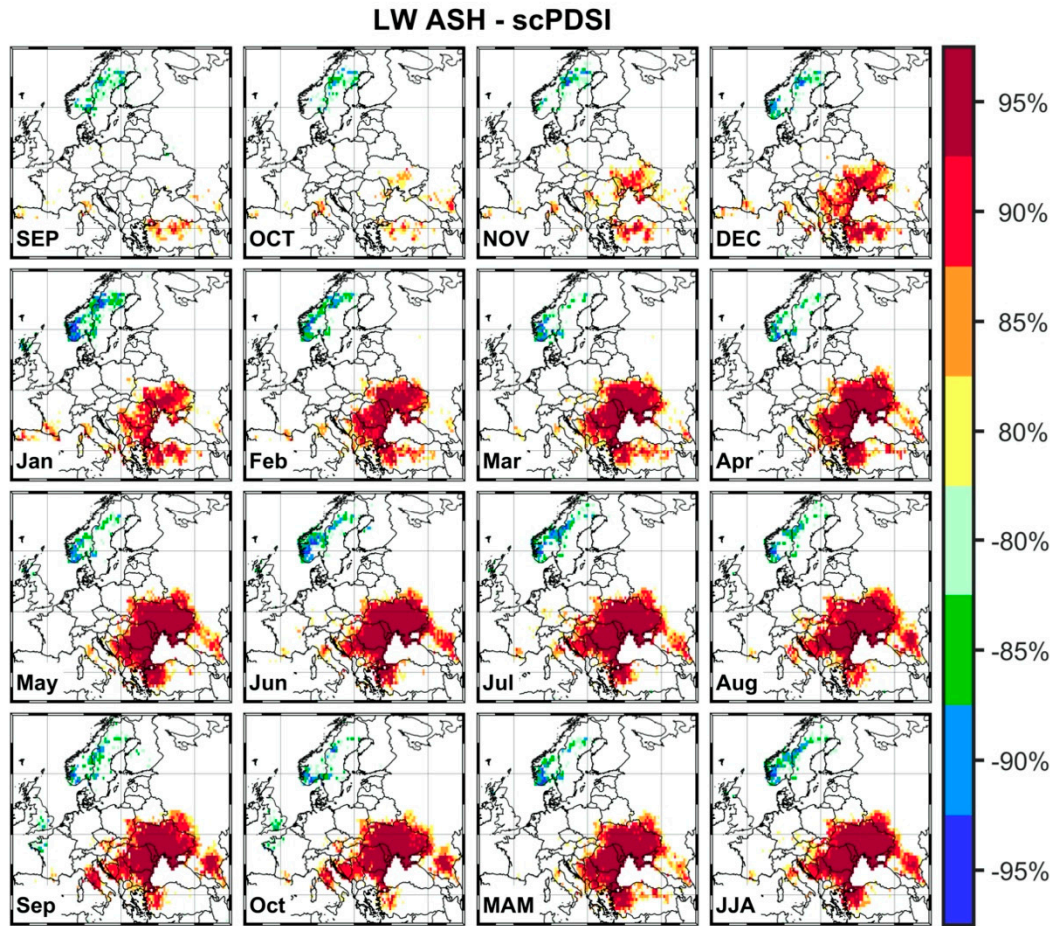 LW ASH - scPDSI
SEP
OCT
NOV
DEC
Jan
Feb
Mar
Apr
May
Jun
Jul
Aug
Sep
Oct
MAM
JJA
95%
90%
85%
80%
-80%
-85%
-90%
-95%